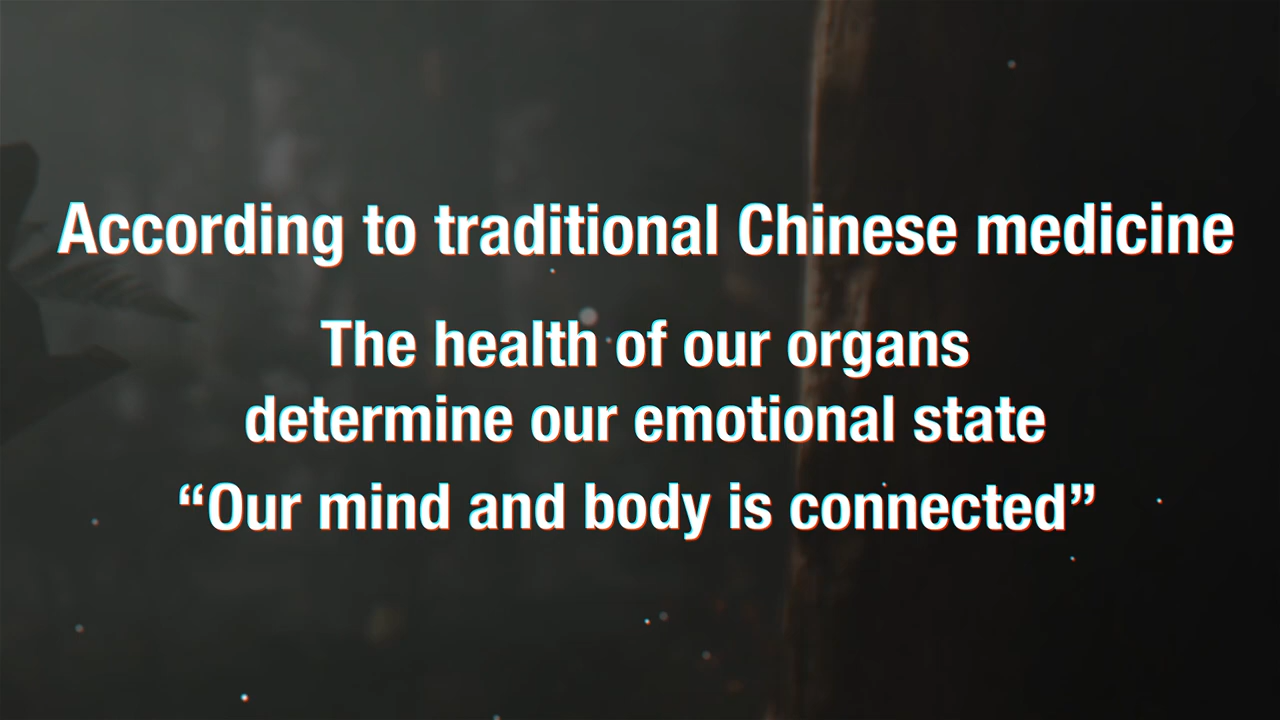 According to traditional Chinese medicine
The health of our organs
determine our emotional state
“Our mind and body is connected”